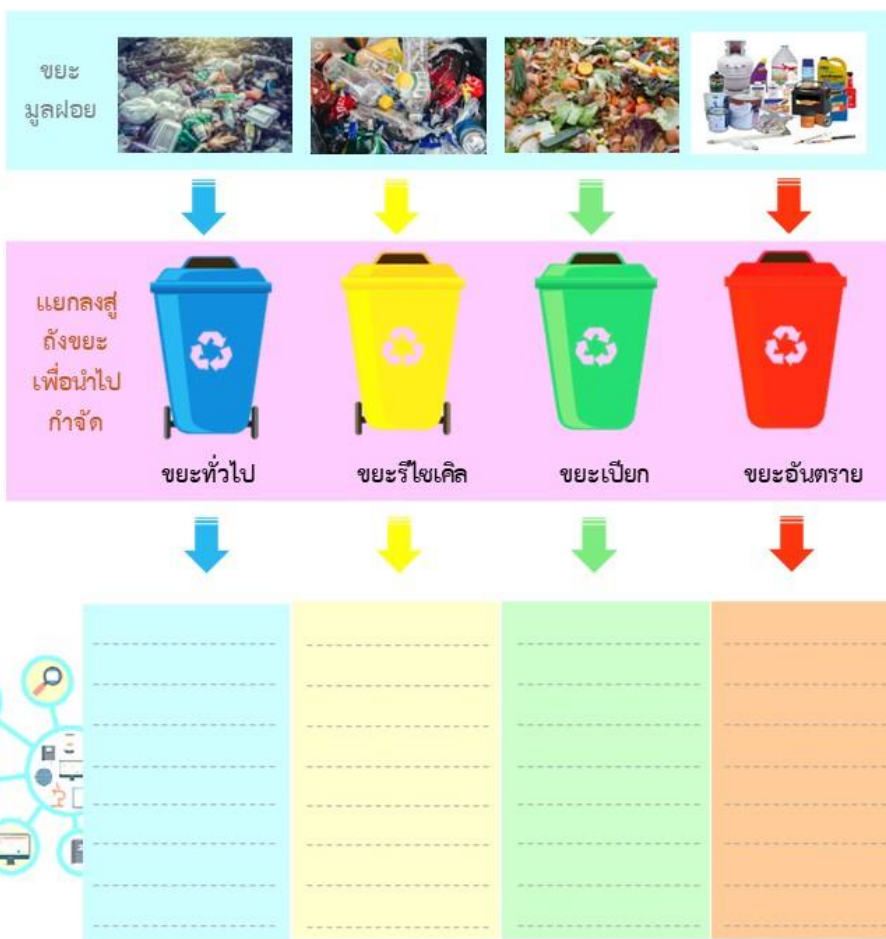 ขยะ
มูลฝอย
แยกลงสู่
ถังขยะ
เพื่อนำไป
กำจัด
ขยะทั่วไป
ขยะรีไซเคิล
ขยะเปียก
ขยะอันตราย